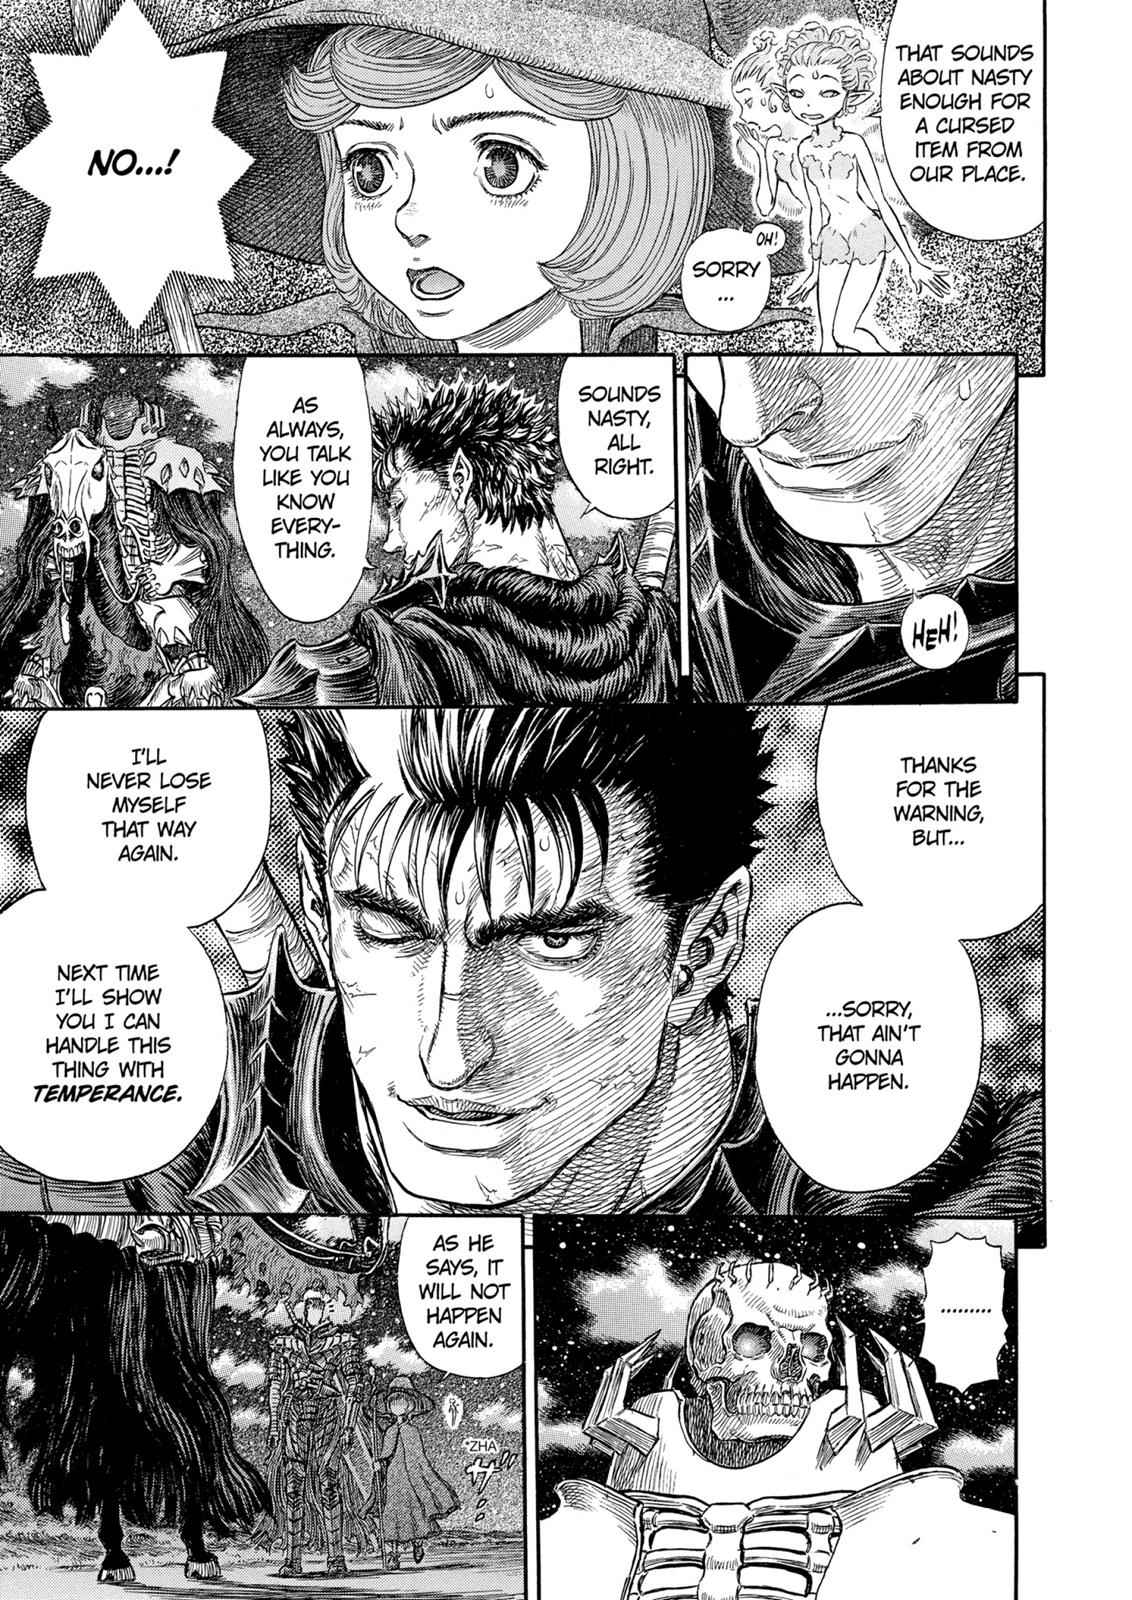 THAT SOUNDS
ABOUT NASTY
ENOUGH FOR
A CURSED
ITEM FROM
OUR PLACE.
OH!
SORRY
...
NO...!
HEH!
SOUNDS
NASTY,
ALL
RIGHT.
AS
ALWAYS,
YOU TALK
LIKE YOU
KNOW
EVERY-
THING.
THANKS
FOR THE
WARNING,
BUT...
...SORRY,
THAT AIN'T
GONNA
HAPPEN.
I'LL
NEVER LOSE
MYSELF
THAT WAY
AGAIN.
NEXT TIME
I'LL SHOW
YOU I CAN
HANDLE THIS
THING WITH
TEMPERANCE.
..........
AS HE
SAYS, IT
WILL NOT
HAPPEN
AGAIN.
*ZHA
ザ